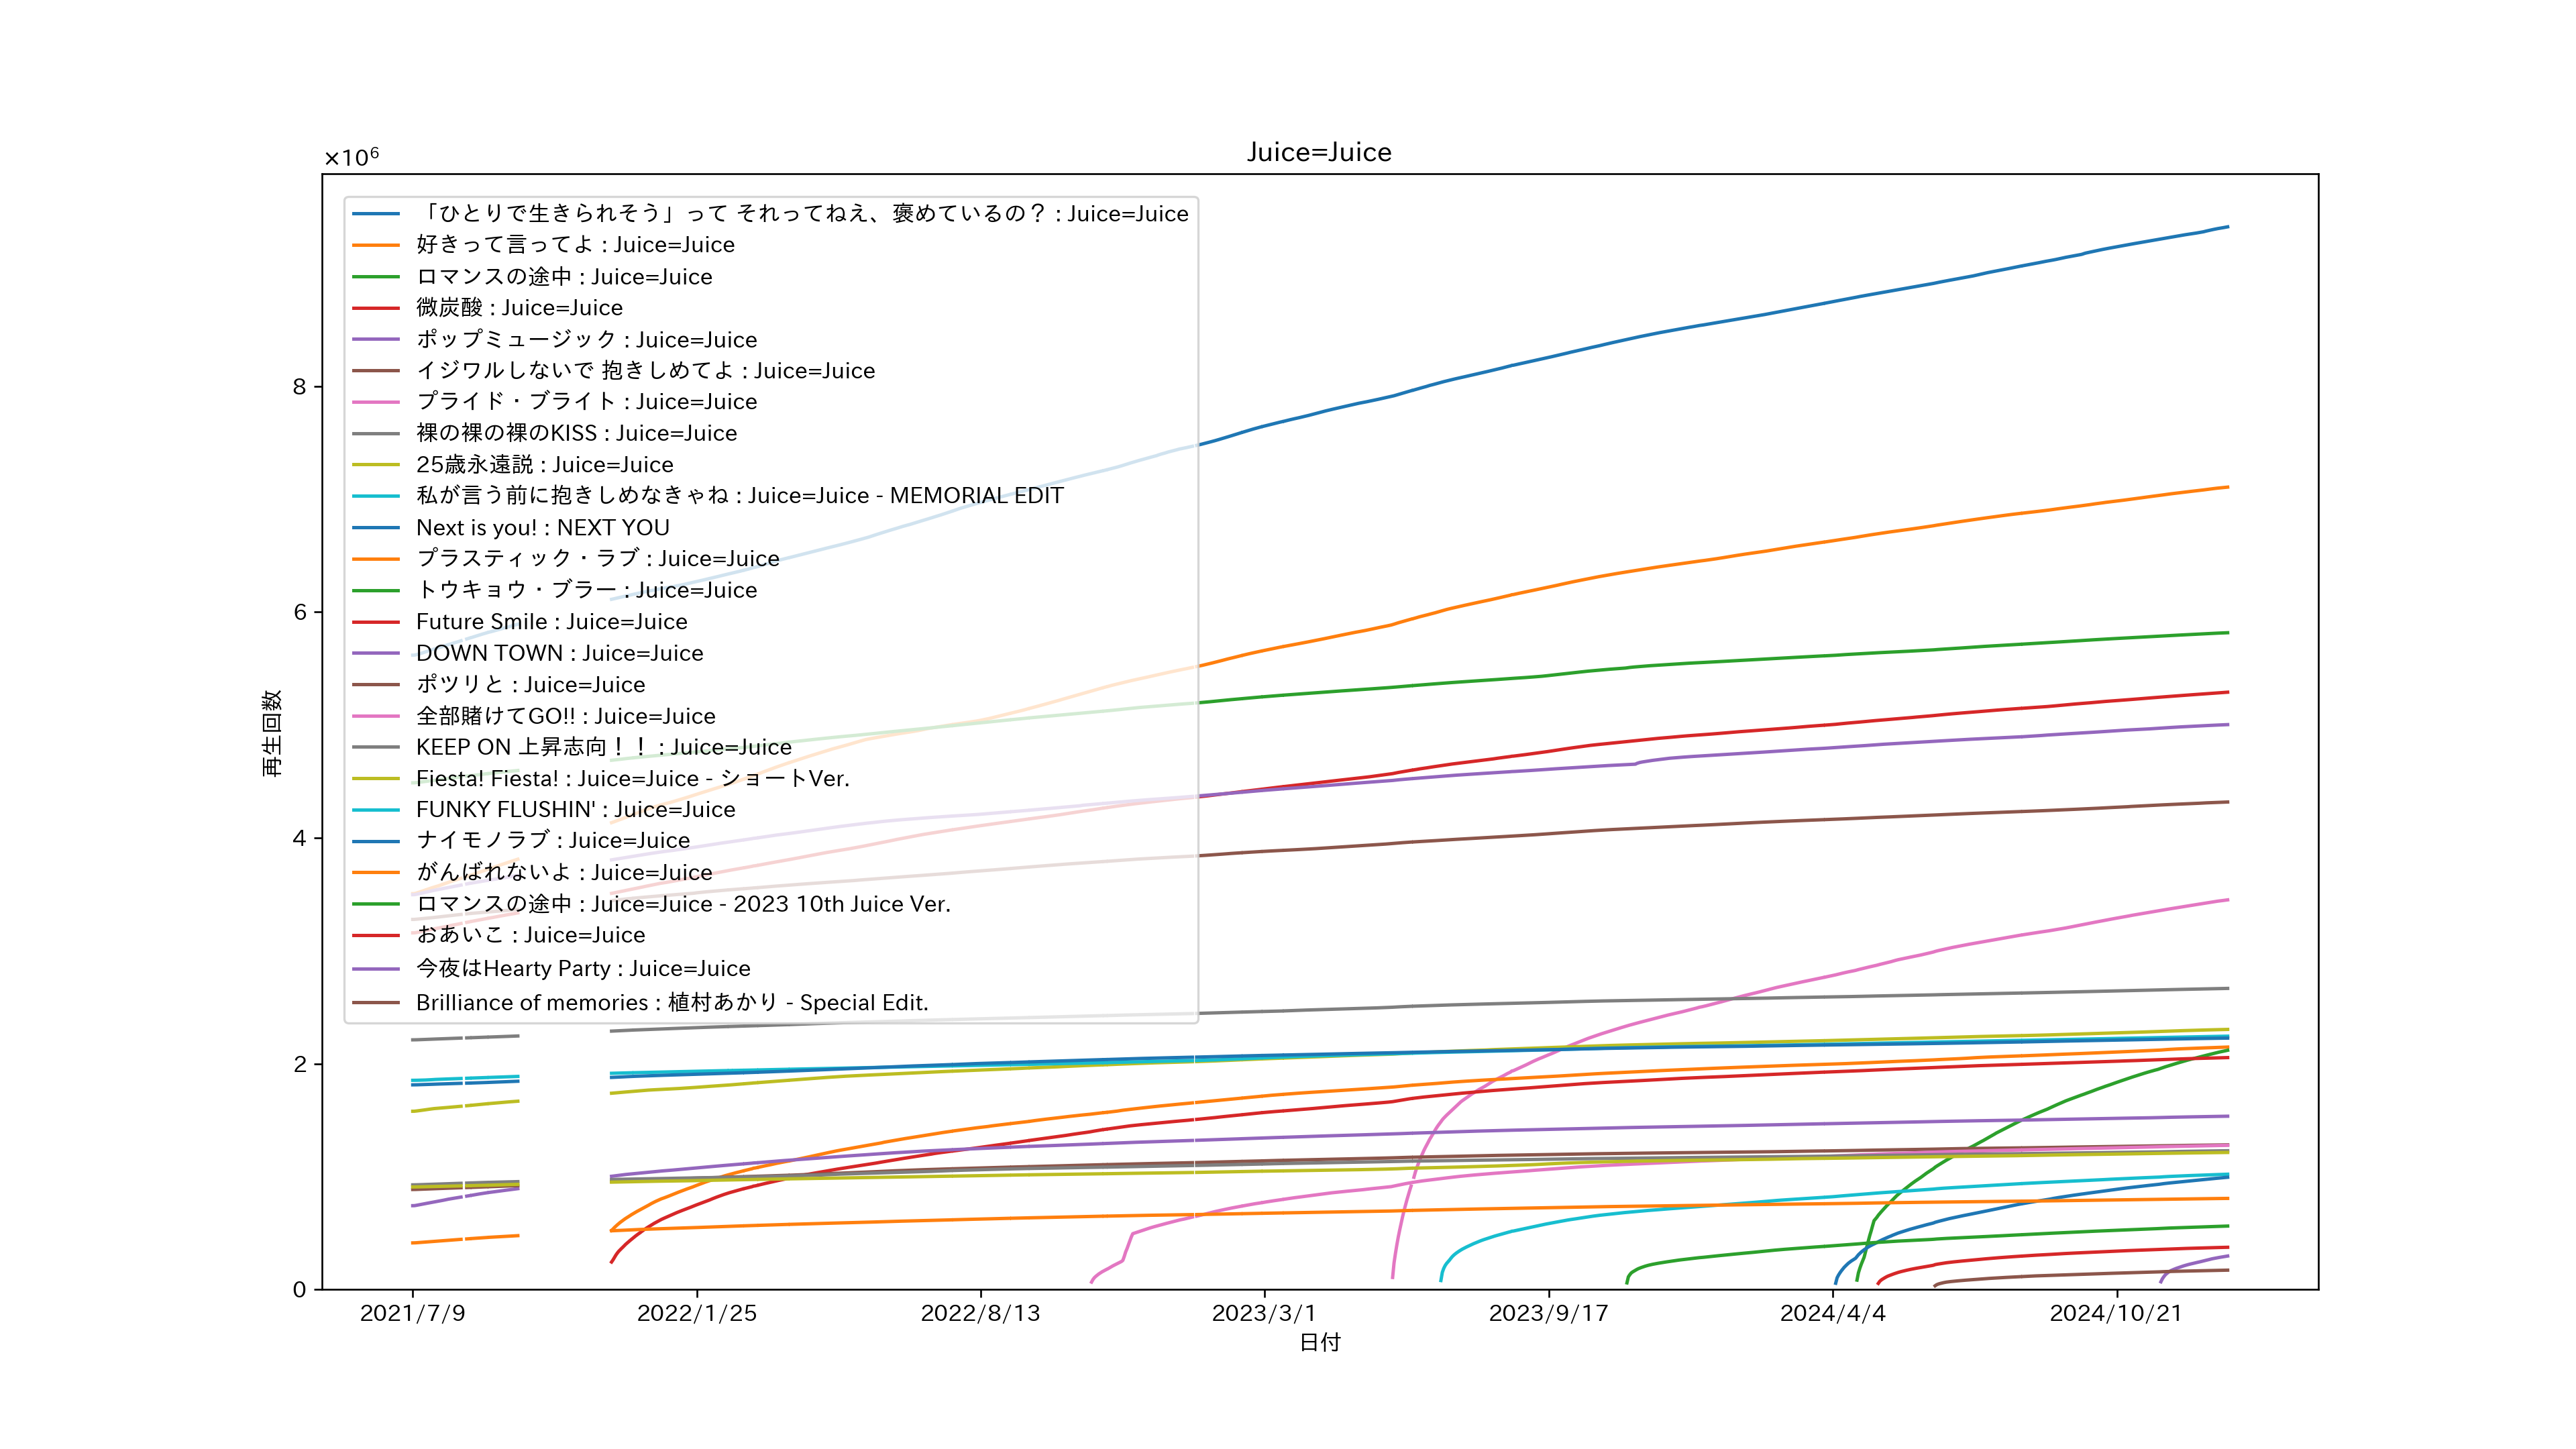 Juice=Juice
×10⁶
「ひとりで生きられそう」って それってねえ、褒めているの？ : Juice=Juice
好きって言ってよ : Juice=Juice
ロマンスの途中 : Juice=Juice
微炭酸 : Juice=Juice
ポップミュージック : Juice=Juice
イジワルしないで 抱きしめてよ : Juice=Juice
プライド・ブライト : Juice=Juice
裸の裸の裸のKISS : Juice=Juice
25歳永遠説 : Juice=Juice
私が言う前に抱きしめなきゃね : Juice=Juice - MEMORIAL EDIT
Next is you! : NEXT YOU
プラスティック・ラブ : Juice=Juice
トウキョウ・ブラー : Juice=Juice
Future Smile : Juice=Juice
DOWN TOWN : Juice=Juice
ポツリと : Juice=Juice
全部賭けてGO!! : Juice=Juice
KEEP ON 上昇志向！！ : Juice=Juice
Fiesta! Fiesta! : Juice=Juice - ショートVer.
FUNKY FLUSHIN' : Juice=Juice
ナイモノラブ : Juice=Juice
がんばれないよ : Juice=Juice
ロマンスの途中 : Juice=Juice - 2023 10th Juice Ver.
おあいこ : Juice=Juice
今夜はHearty Party : Juice=Juice
Brilliance of memories : 植村あかり - Special Edit.
8
6
4
2
0
再生回数
2021/7/9
2022/1/25
2022/8/13
2023/3/1
2023/9/17
2024/4/4
2024/10/21
日付